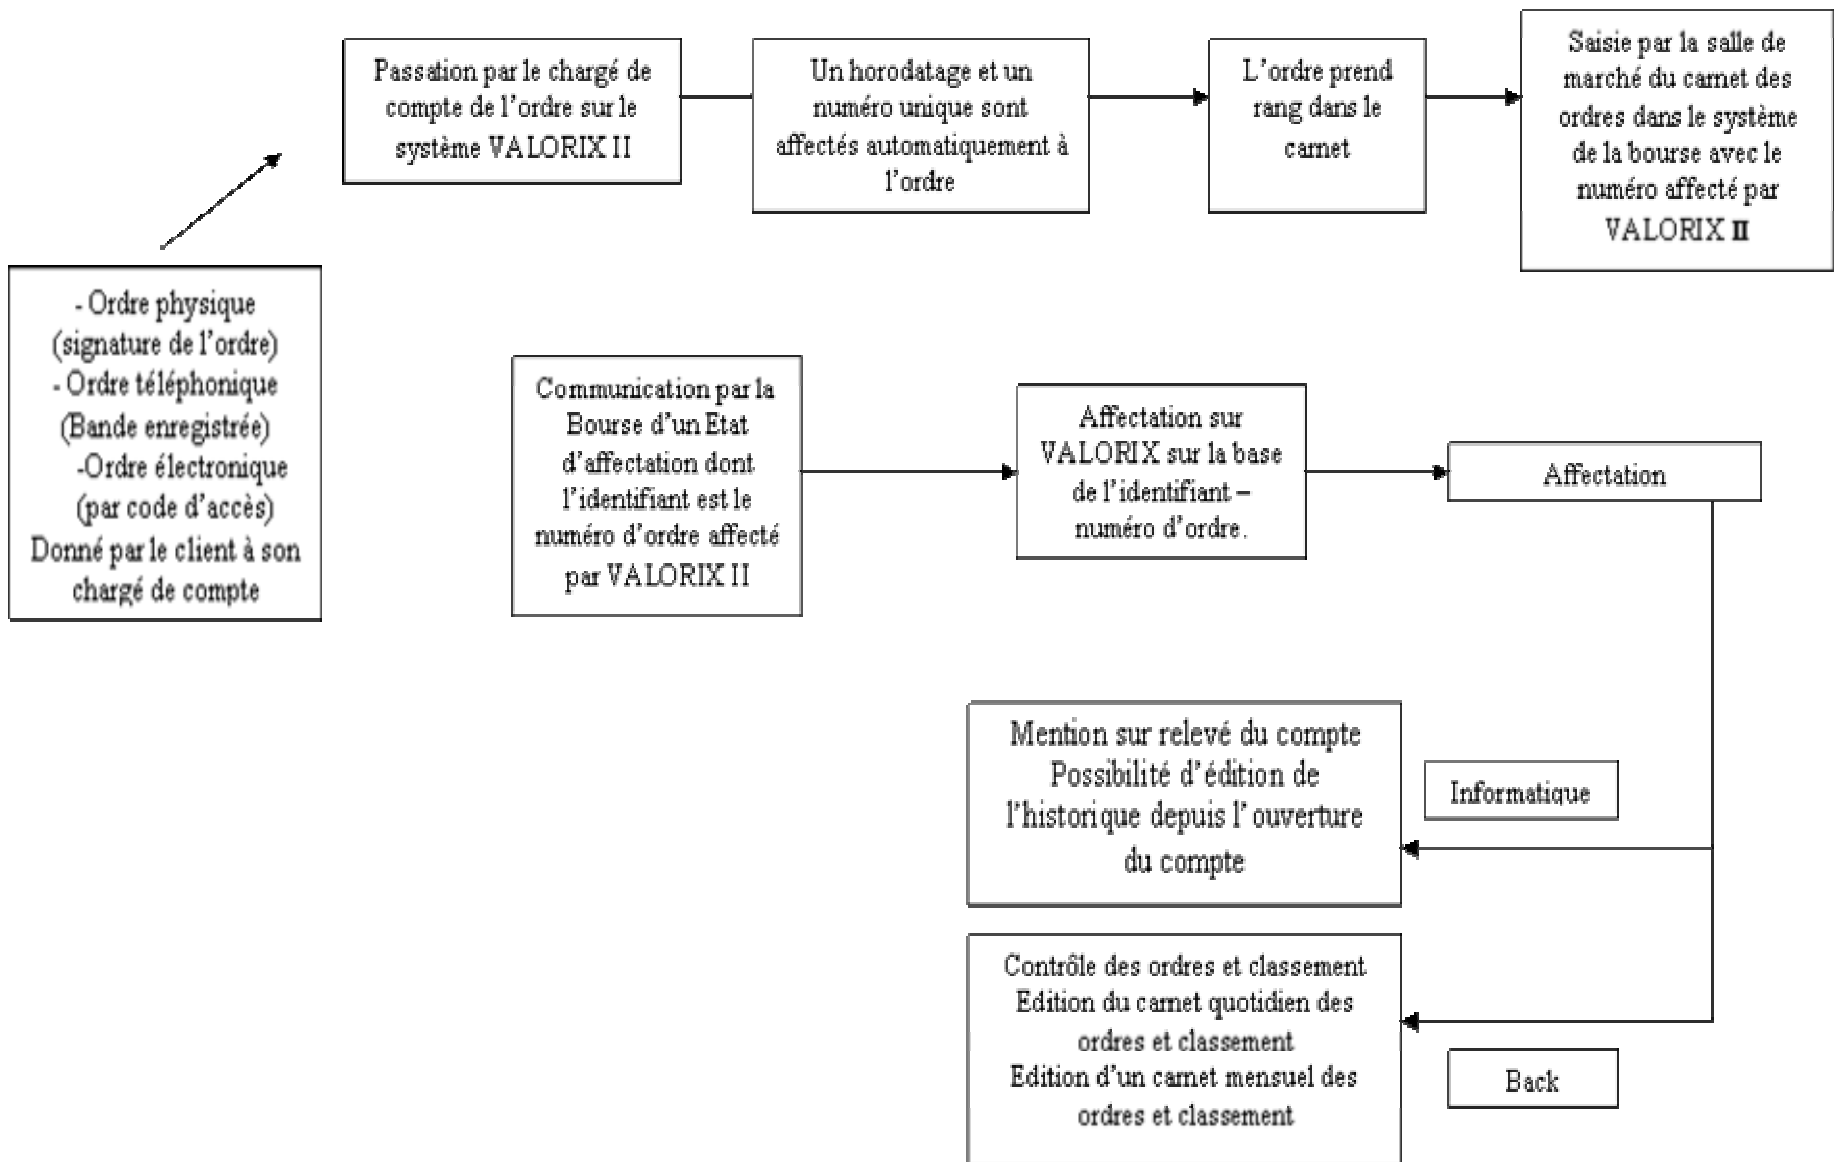 Passation par le chargé de
compte de l'ordre sur le
système VALORIX II
Un horodatage et un
numéro unique sont
affectés automatiquement à
l'ordre
L'ordre prend
rang dans le
carnet
Saisie par la salle de
marché du carnet des
ordres dans le système
de la bourse avec le
numéro affecté par
VALORIX II
- Ordre physique
(signature de l'ordre)
- Ordre téléphonique
(Bande enregistrée)
-Ordre électronique
(par code d'accès)
Donné par le client à son
chargé de compte
Communication par la
Bourse d'un Etat
d'affectation dont
l'identifiant est le
numéro d'ordre affecté
par VALORIX II
Affectation sur
VALORIX sur la base
de l'identifiant –
numéro d'ordre.
Affectation
Mention sur relevé du compte
Possibilité d'édition de
l'historique depuis l'ouverture
du compte
Informatique
Contrôle des ordres et classement
Edition du carnet quotidien des
ordres et classement
Edition d'un carnet mensuel des
ordres et classement
Back